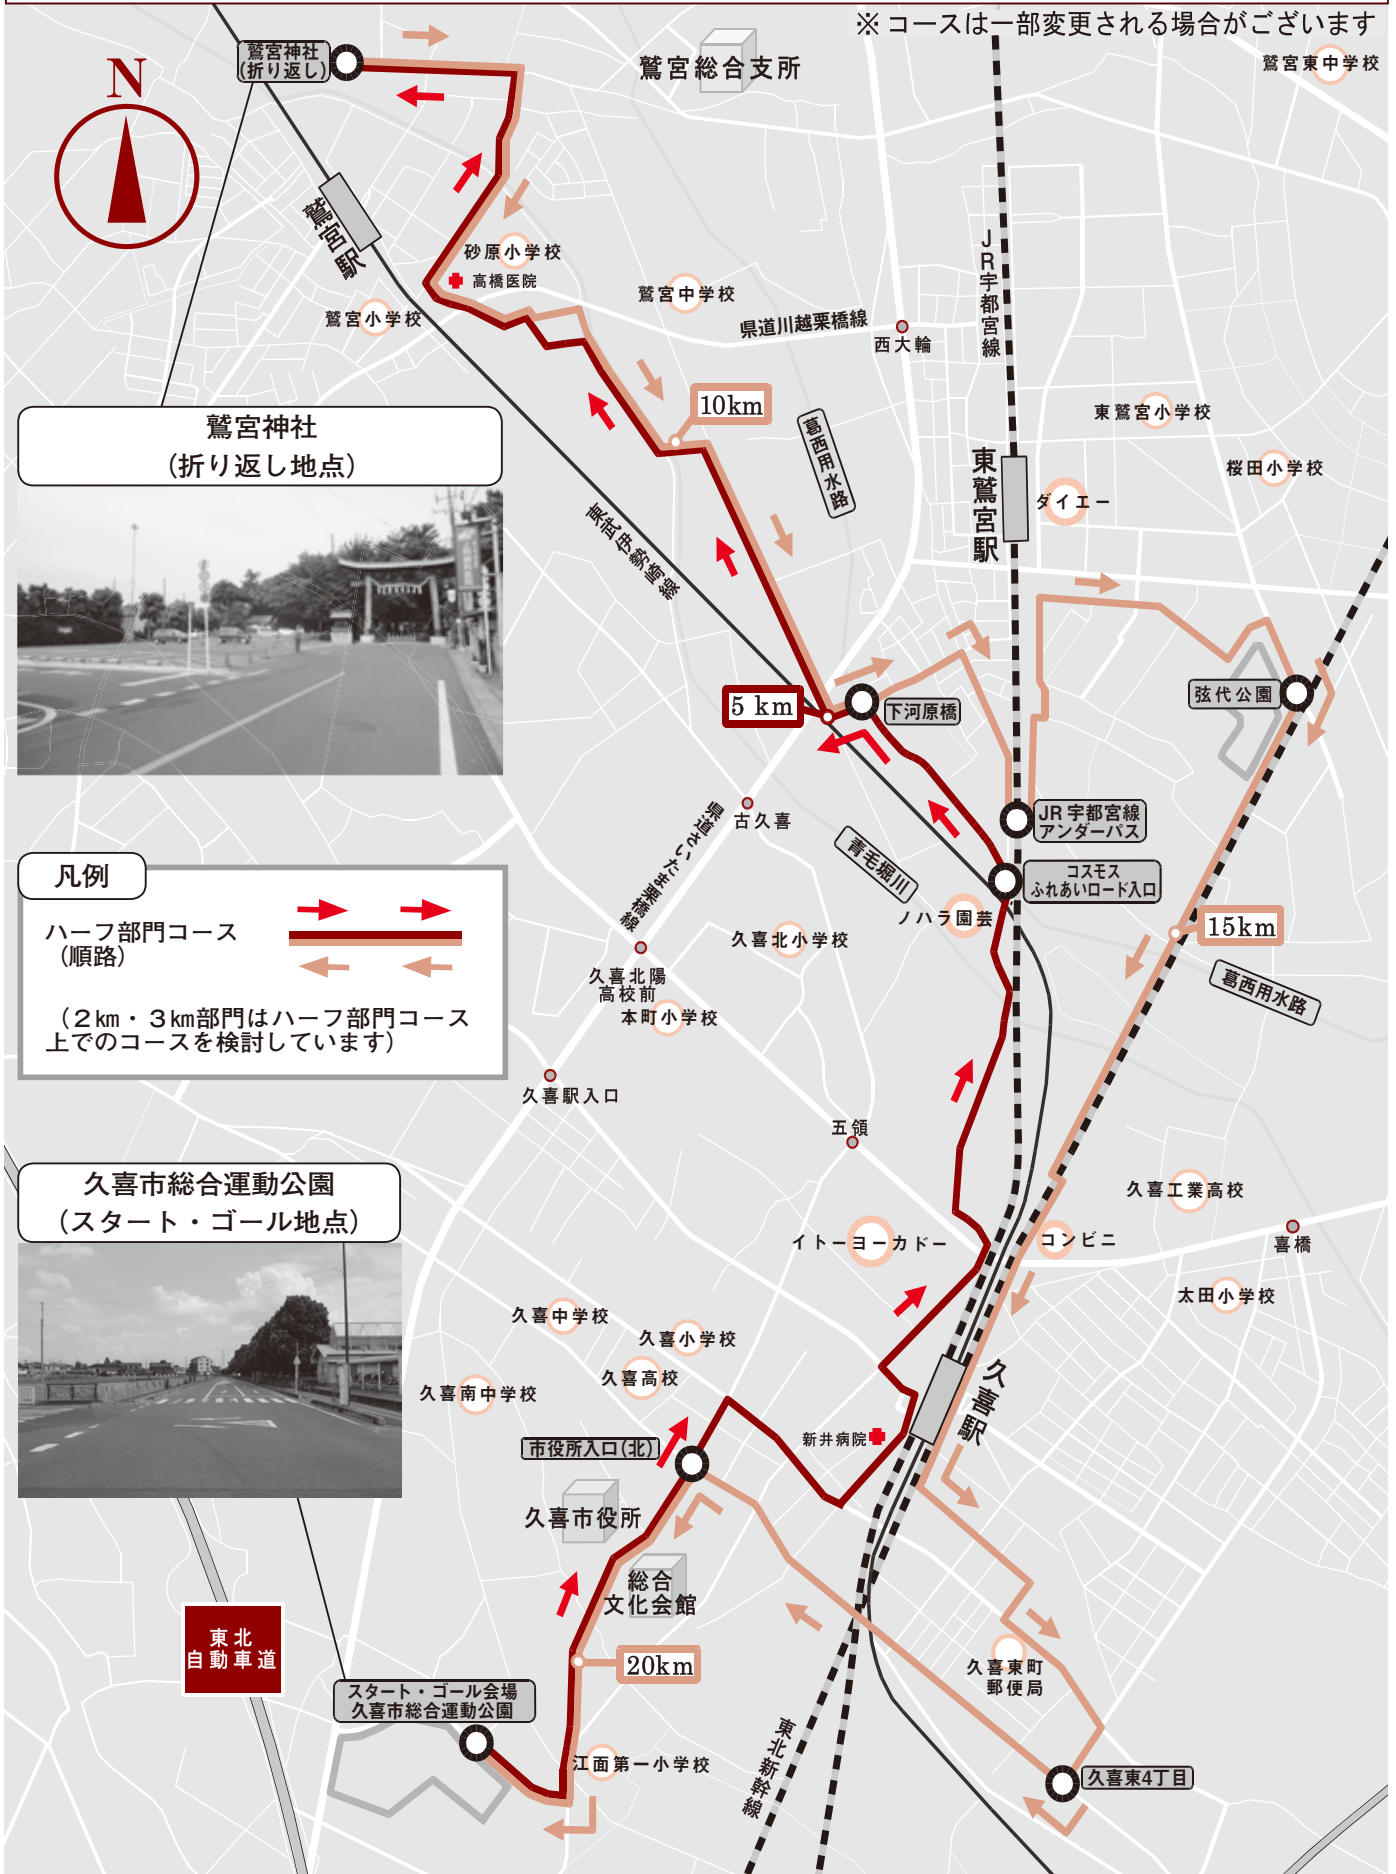 ※ コースは一部変更される場合がございます
鷲宮神社
(折り返し)
鷲宮総合支所
鷲宮東中学校
N
鷲宮駅
砂原小学校
高橋医院
鷲宮小学校
鷲宮中学校
県道川越栗橋線
西大輪
JR宇都宮線
10km
葛西用水路
東鷲宮小学校
桜田小学校
鷲宮神社
(折り返し地点)
東武伊勢崎線
東鷲宮駅
ダイエー
5 km
下河原橋
弦代公園
古久喜
県道さいたま栗橋線
JR 宇都宮線
アンダーパス
青毛堀川
コスモス
ふれあいロード入口
ノハラ園芸
15km
葛西用水路
凡例
ハーフ部門コース
(順路)
(2km・3km部門はハーフ部門コース
上でのコースを検討しています)
久喜北小学校
久喜北陽
高校前
本町小学校
久喜駅入口
五領
久喜市総合運動公園
(スタート・ゴール地点)
久喜工業高校
イトーヨーカドー
コンビニ
喜橋
太田小学校
久喜中学校
久喜小学校
久喜高校
久喜南中学校
久喜駅
市役所入口(北)
新井病院
久喜市役所
総合
文化会館
東北
自動車道
20km
久喜東町
郵便局
スタート・ゴール会場
久喜市総合運動公園
江面第一小学校
東北新幹線
久喜東4丁目